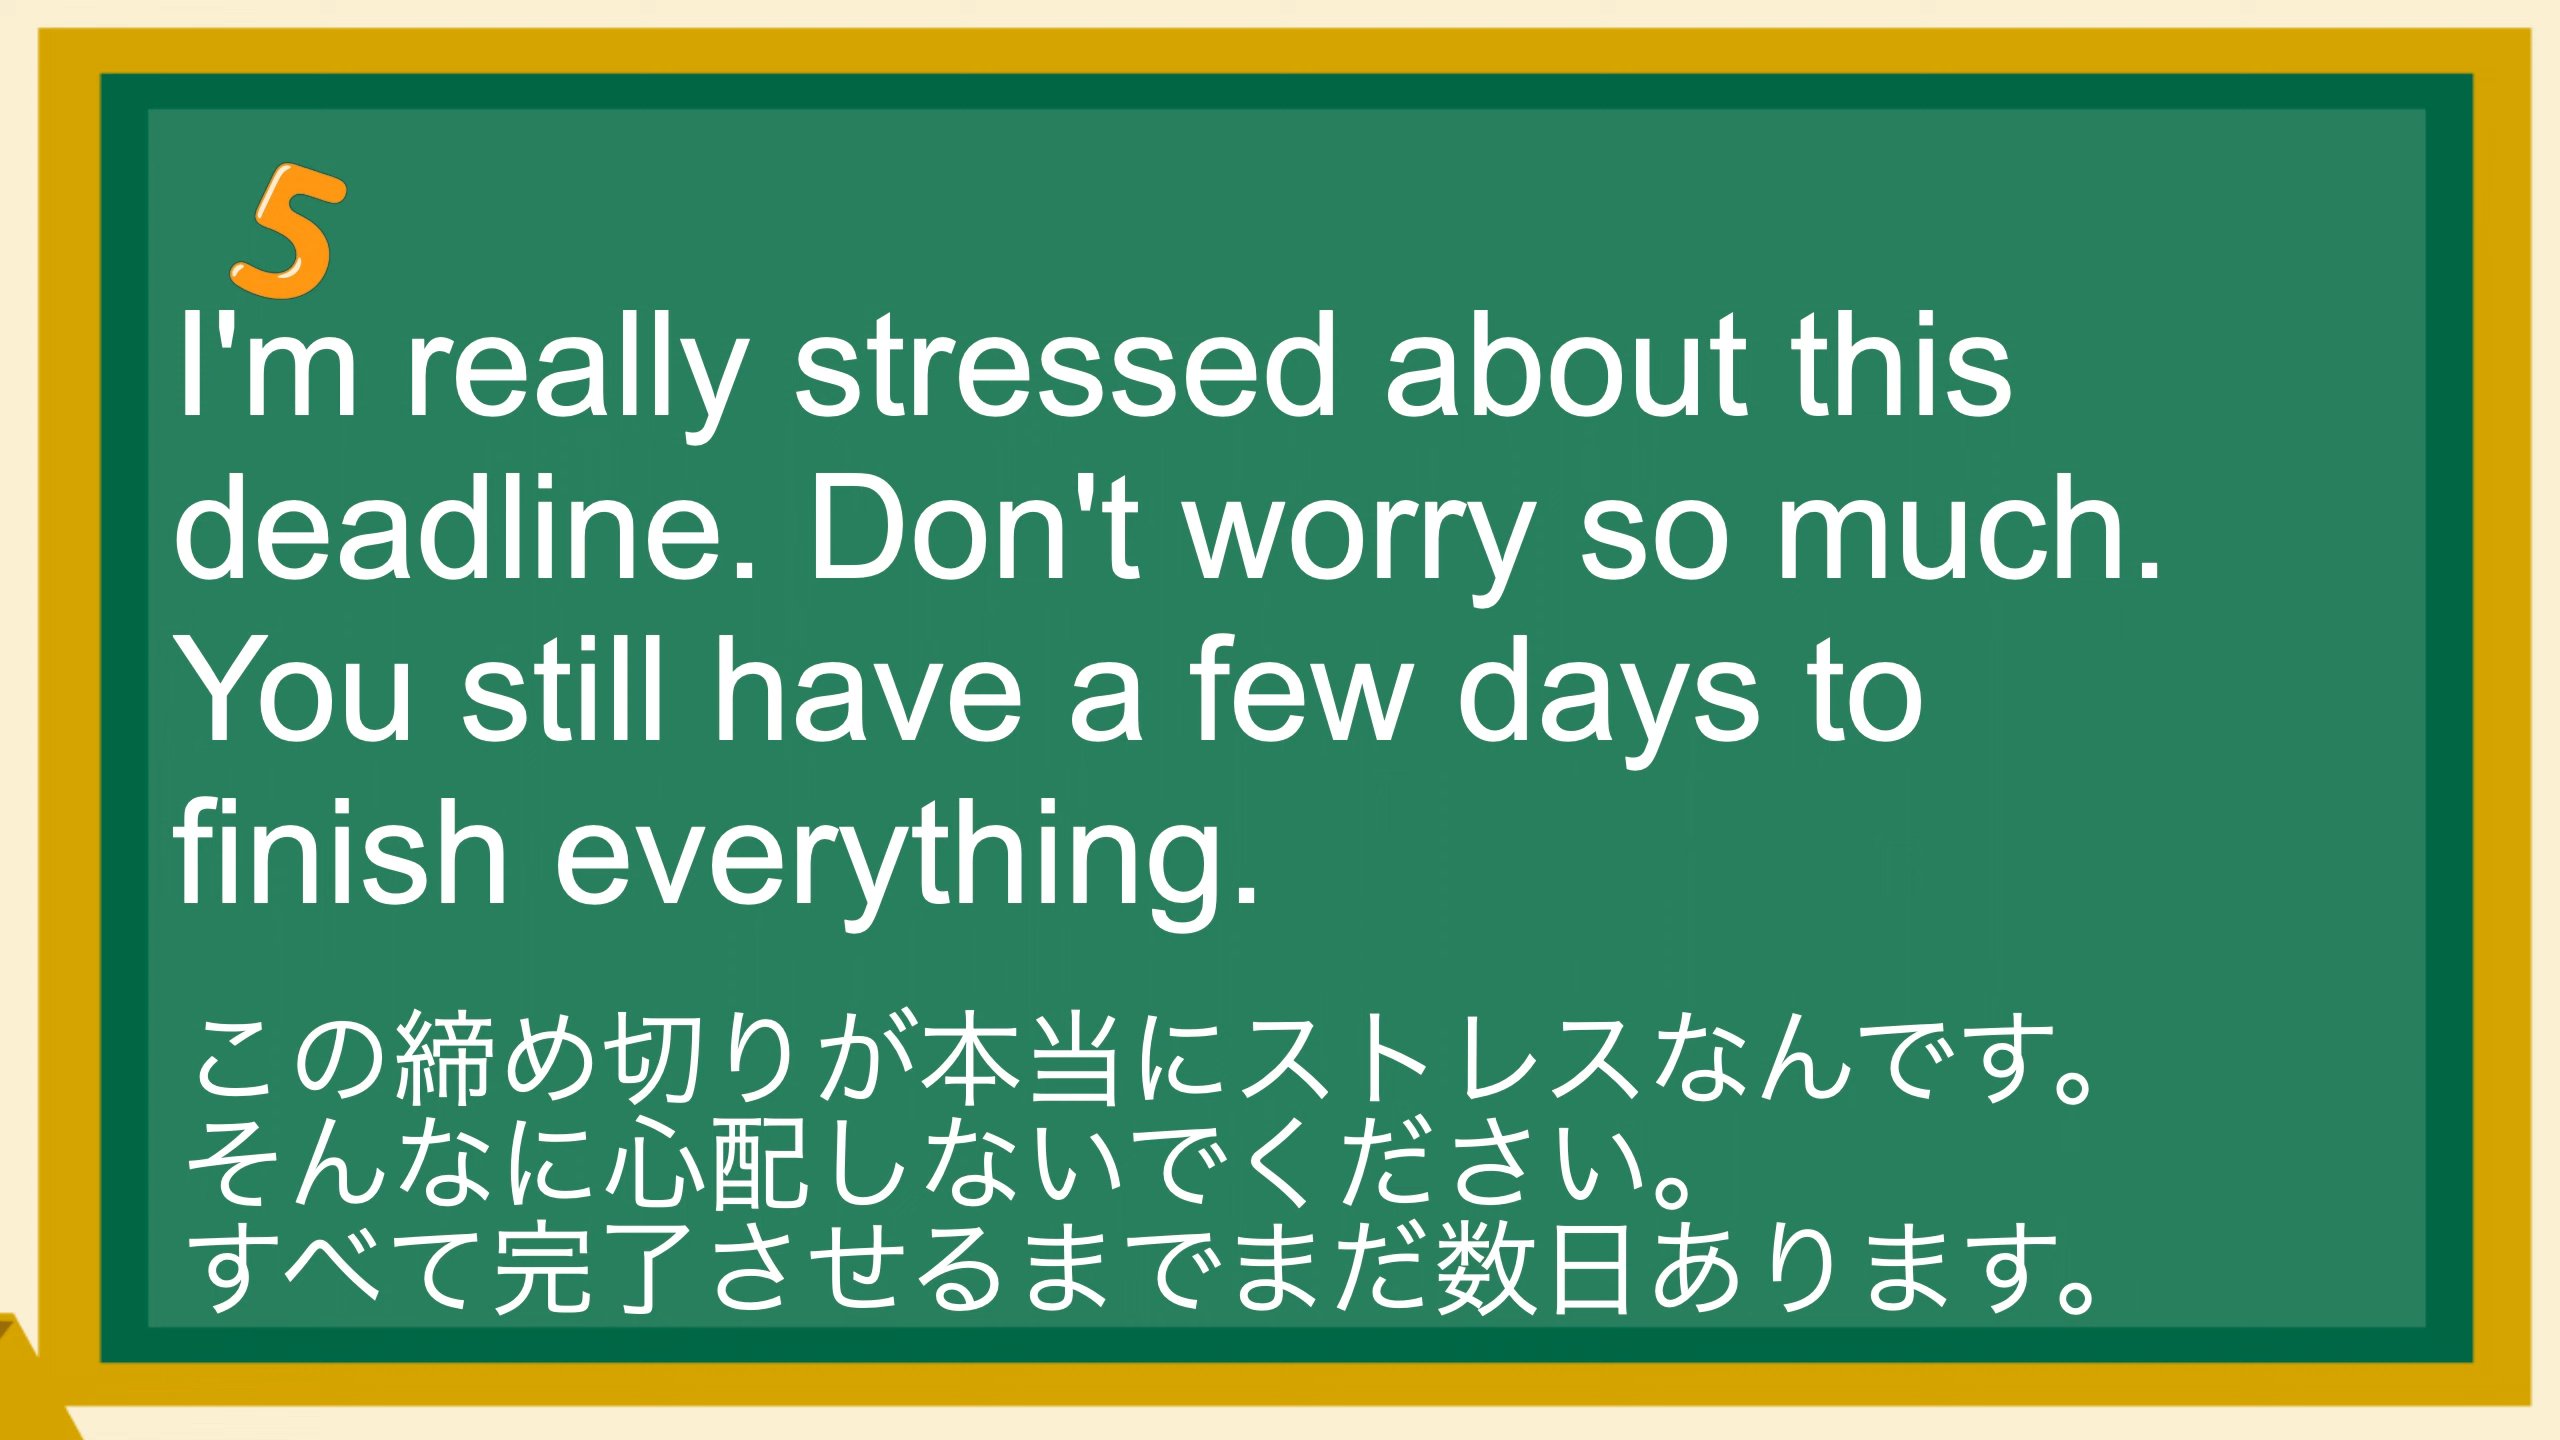 5
I'm really stressed about this
deadline. Don't worry so much.
You still have a few days to
finish everything.
この締め切りが本当にストレスなんです。
そんなに心配しないでください。
すべて完了させるまでまだ数日あります。